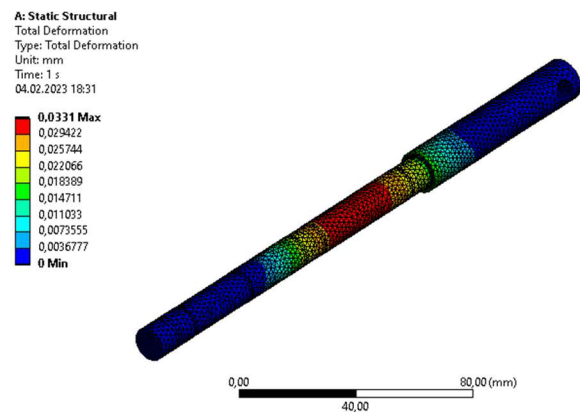 A: Static Structural
Total Deformation
Type: Total Deformation
Unit: mm
Time: 1 s
04.02.2023 18:31
0,0331 Max
0,029422
0,025744
0,022066
0,018389
0,014711
0,011033
0,0073555
0,0036777
0 Min
0,00 80,00 (mm)
40,00